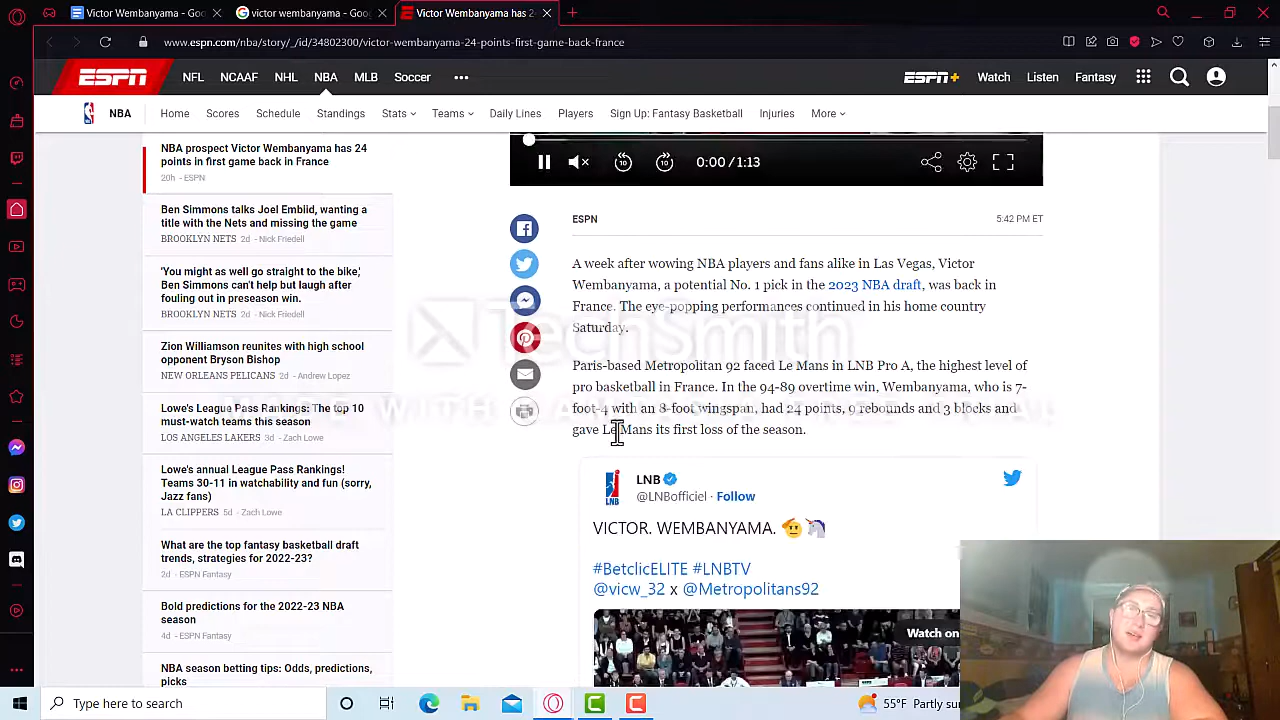 Victor Wembanyama - Goo
victor wembanyama - Goo
Victor Wembanyama has 2
www.espn.com/nba/story/_/id/34802300/victor-wembanyama-24-points-first-game-back-france
ESPN
NFL
NCAAF
NHL
NBA
MLB
Soccer
ESPN+
Watch
Listen
Fantasy
NBA
Home
Scores
Schedule
Standings
Stats
Teams
Daily Lines
Players
Sign Up: Fantasy Basketball
Injuries
More
NBA prospect Victor Wembanyama has 24
points in first game back in France
20h - ESPN
Ben Simmons talks Joel Embiid, wanting a
title with the Nets and missing the game
BROOKLYN NETS 2d - Nick Friedell
'You might as well go straight to the bike,'
Ben Simmons can't help but laugh after
fouling out in preseason win.
BROOKLYN NETS 2d - Nick Friedell
Zion Williamson reunites with high school
opponent Bryson Bishop
NEW ORLEANS PELICANS 2d - Andrew Lopez
Lowe's League Pass Rankings: The top 10
must-watch teams this season
LOS ANGELES LAKERS 3d - Zach Lowe
Lowe's annual League Pass Rankings!
Teams 30-11 in watchability and fun (sorry,
Jazz fans)
LA CLIPPERS 5d - Zach Lowe
What are the top fantasy basketball draft
trends, strategies for 2022-23?
2d - ESPN Fantasy
Bold predictions for the 2022-23 NBA
season
4d - ESPN Fantasy
NBA season betting tips: Odds, predictions,
picks
0:00 / 1:13
ESPN
5:42 PM ET
A week after wowing NBA players and fans alike in Las Vegas, Victor
Wembanyama, a potential No. 1 pick in the 2023 NBA draft, was back in
France. The eye-popping performances continued in his home country
Saturday.
Paris-based Metropolitan 92 faced Le Mans in LNB Pro A, the highest level of
pro basketball in France. In the 94-89 overtime win, Wembanyama, who is 7-
foot-4 with an 8-foot wingspan, had 24 points, 9 rebounds and 3 blocks and
gave Le Mans its first loss of the season.
TechSmith
LNB
@LNBofficiel · Follow
VICTOR. WEMBANYAMA.
#BetclicELITE #LNBTV
@vicw_32 x @Metropolitans92
Watch on
Type here to search
55°F Partly su